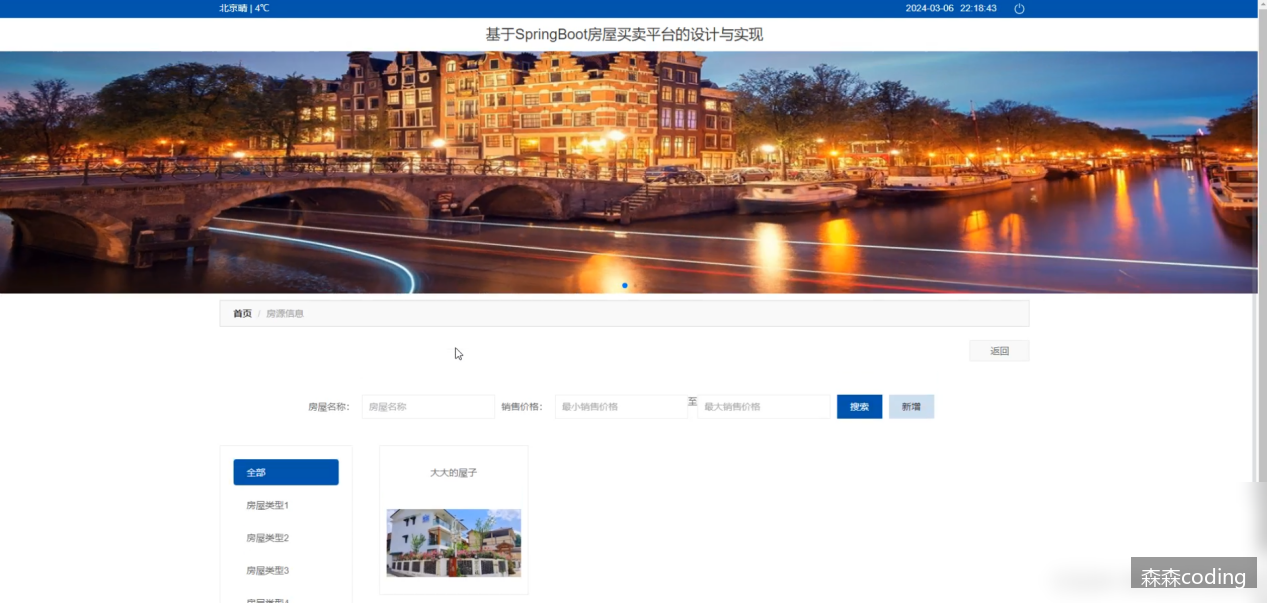 北京晴 | 4℃
2024-03-06 22:18:43
基于SpringBoot房屋买卖平台的设计与实现
首页 / 房源信息
返回
房屋名称： 房屋名称 销售价格： 最小销售价格 至 最大销售价格 搜索 新增
全部
大大的屋子
房屋类型1
房屋类型2
房屋类型3
房屋类型4
森森coding